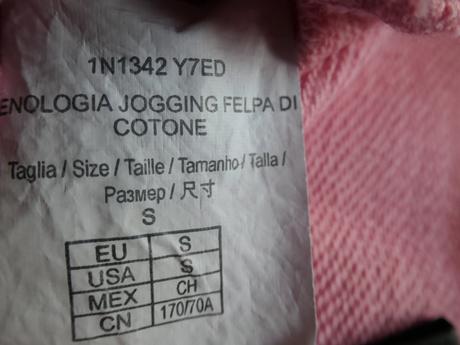 1N1342 Y7ED
ENOLOGIA JOGGING FELPA DI
COTONE
Taglia / Size / Taille / Tamanho / Talla /
Размер / 尺寸
S
EU S
USA S
MEX CH
CN 170/70A